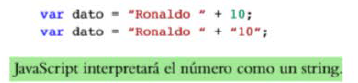 var dato = "Ronaldo " + 10;
var dato = "Ronaldo " + "10";
JavaScript interpretará el número como un string.